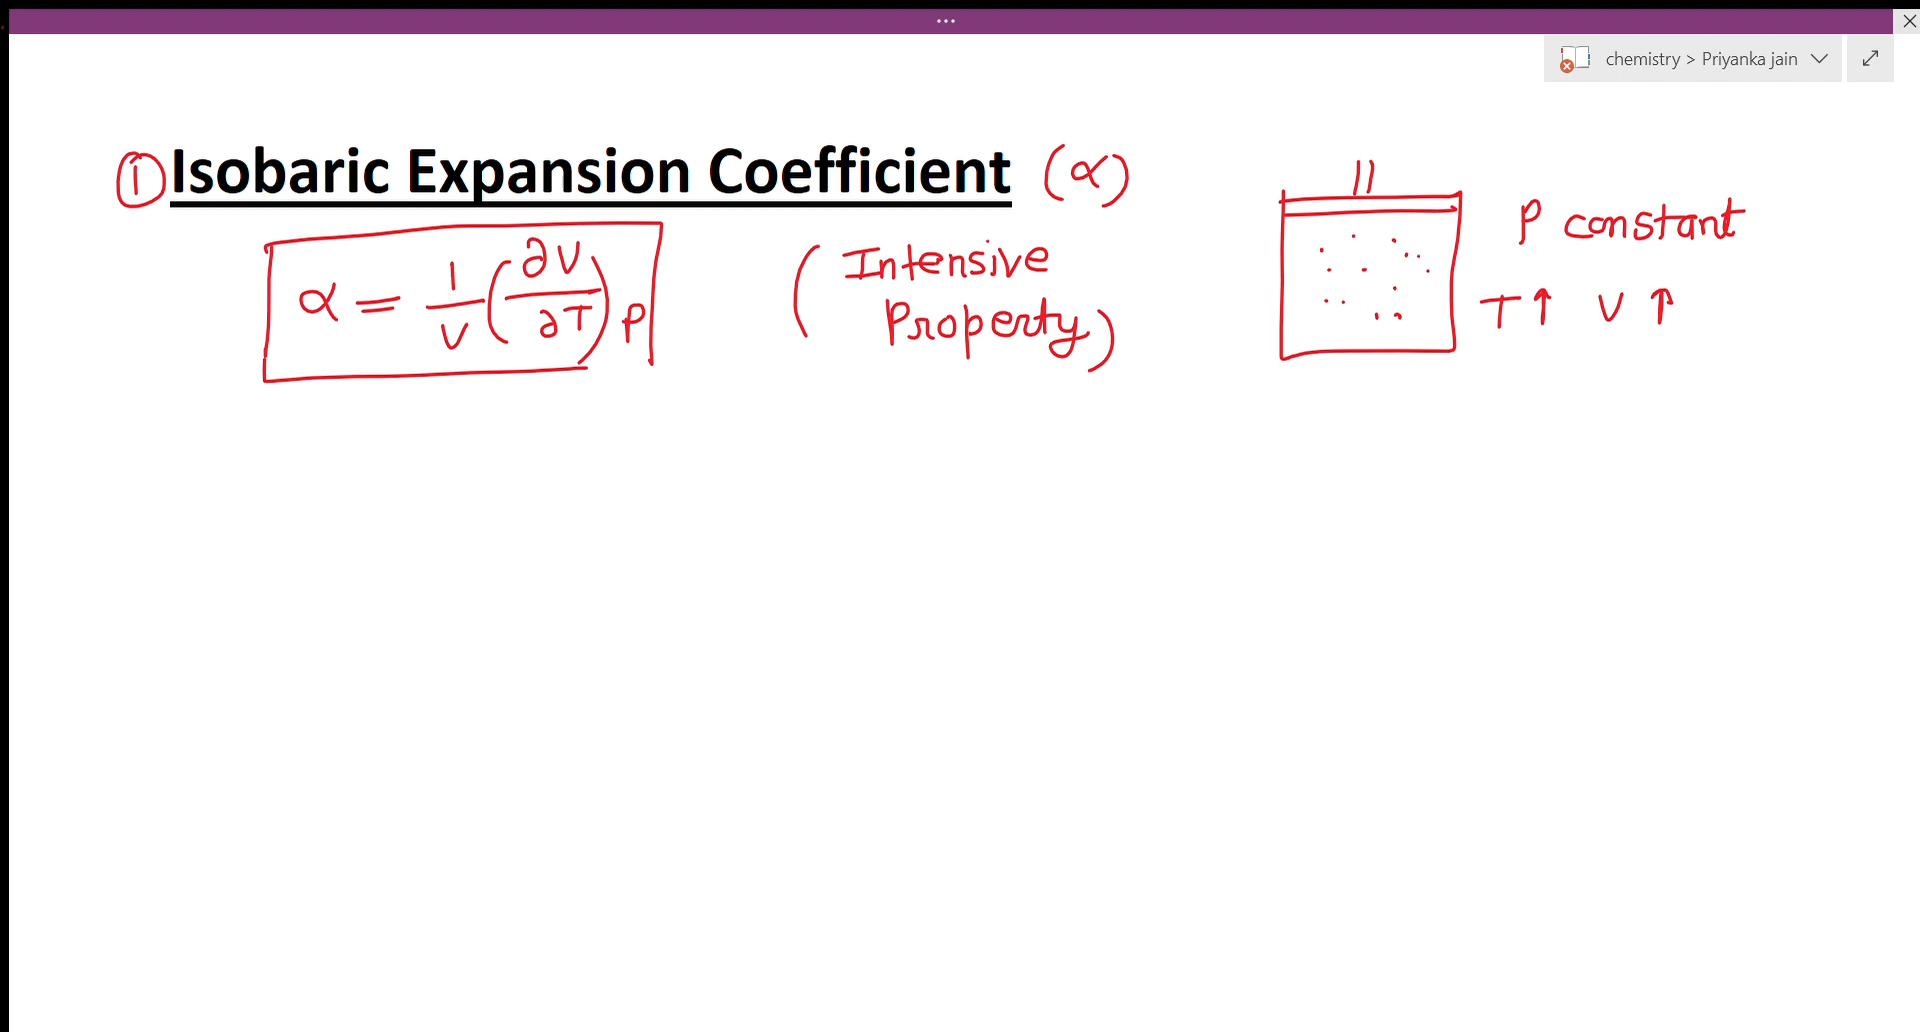 chemistry > Priyanka jain
① Isobaric Expansion Coefficient (α)
α = 1/V (∂V/∂T)P
(Intensive
Property)
P constant
T↑ V↑